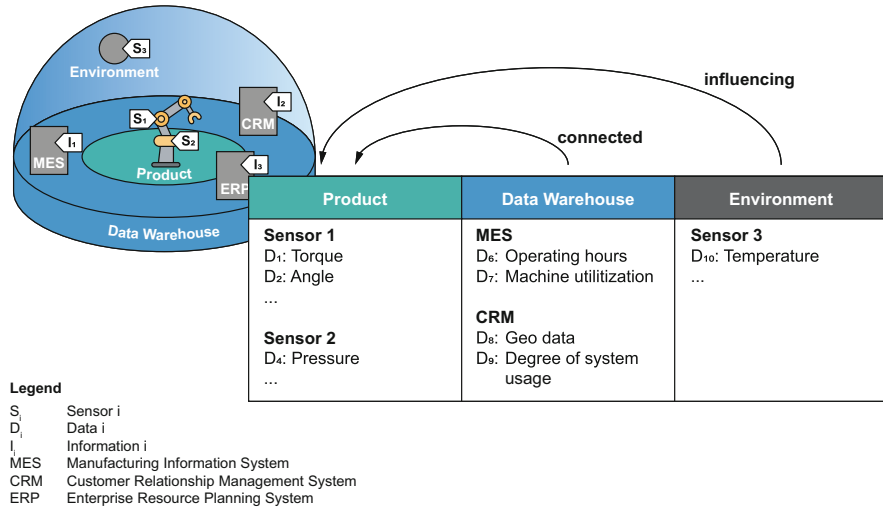 S₃
Environment
I₂
CRM
S₁
I₁
MES
S₂
I₃
ERP
Product
Data Warehouse
influencing
connected
Product
Data Warehouse
Environment
Sensor 1
D₁: Torque
D₂: Angle
...
Sensor 2
D₄: Pressure
...
MES
D₆: Operating hours
D₇: Machine utilitization
CRM
D₈: Geo data
D₉: Degree of system
usage
Sensor 3
D₁₀: Temperature
...
Legend
Sᵢ Sensor i
Dᵢ Data i
Iᵢ Information i
MES Manufacturing Information System
CRM Customer Relationship Management System
ERP Enterprise Resource Planning System